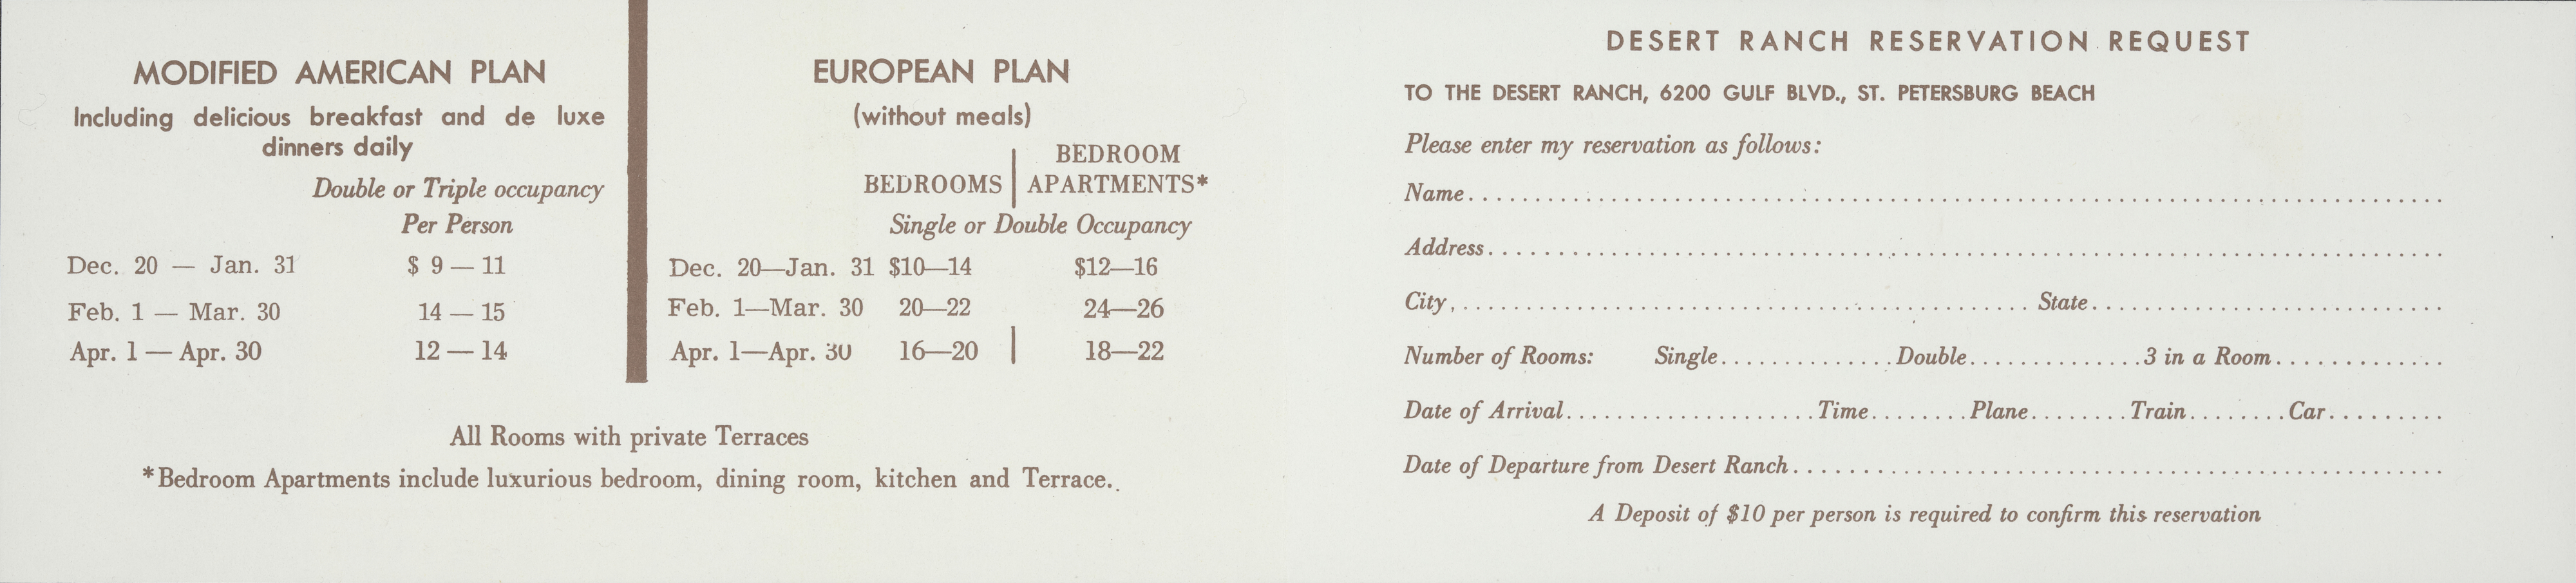 MODIFIED AMERICAN PLAN
Including delicious breakfast and de luxe
dinners daily
Double or Triple occupancy
Per Person
Dec. 20 — Jan. 31 $ 9 — 11
Feb. 1 — Mar. 30 14 — 15
Apr. 1 — Apr. 30 12 — 14
EUROPEAN PLAN
(without meals)
BEDROOM
BEDROOMS APARTMENTS*
Single or Double Occupancy
Dec. 20—Jan. 31 $10—14 $12—16
Feb. 1—Mar. 30 20—22 24—26
Apr. 1—Apr. 30 16—20 18—22
All Rooms with private Terraces
*Bedroom Apartments include luxurious bedroom, dining room, kitchen and Terrace.
DESERT RANCH RESERVATION REQUEST
TO THE DESERT RANCH, 6200 GULF BLVD., ST. PETERSBURG BEACH
Please enter my reservation as follows:
Name
Address
City, State
Number of Rooms: Single Double 3 in a Room
Date of Arrival Time Plane Train Car
Date of Departure from Desert Ranch
A Deposit of $10 per person is required to confirm this reservation